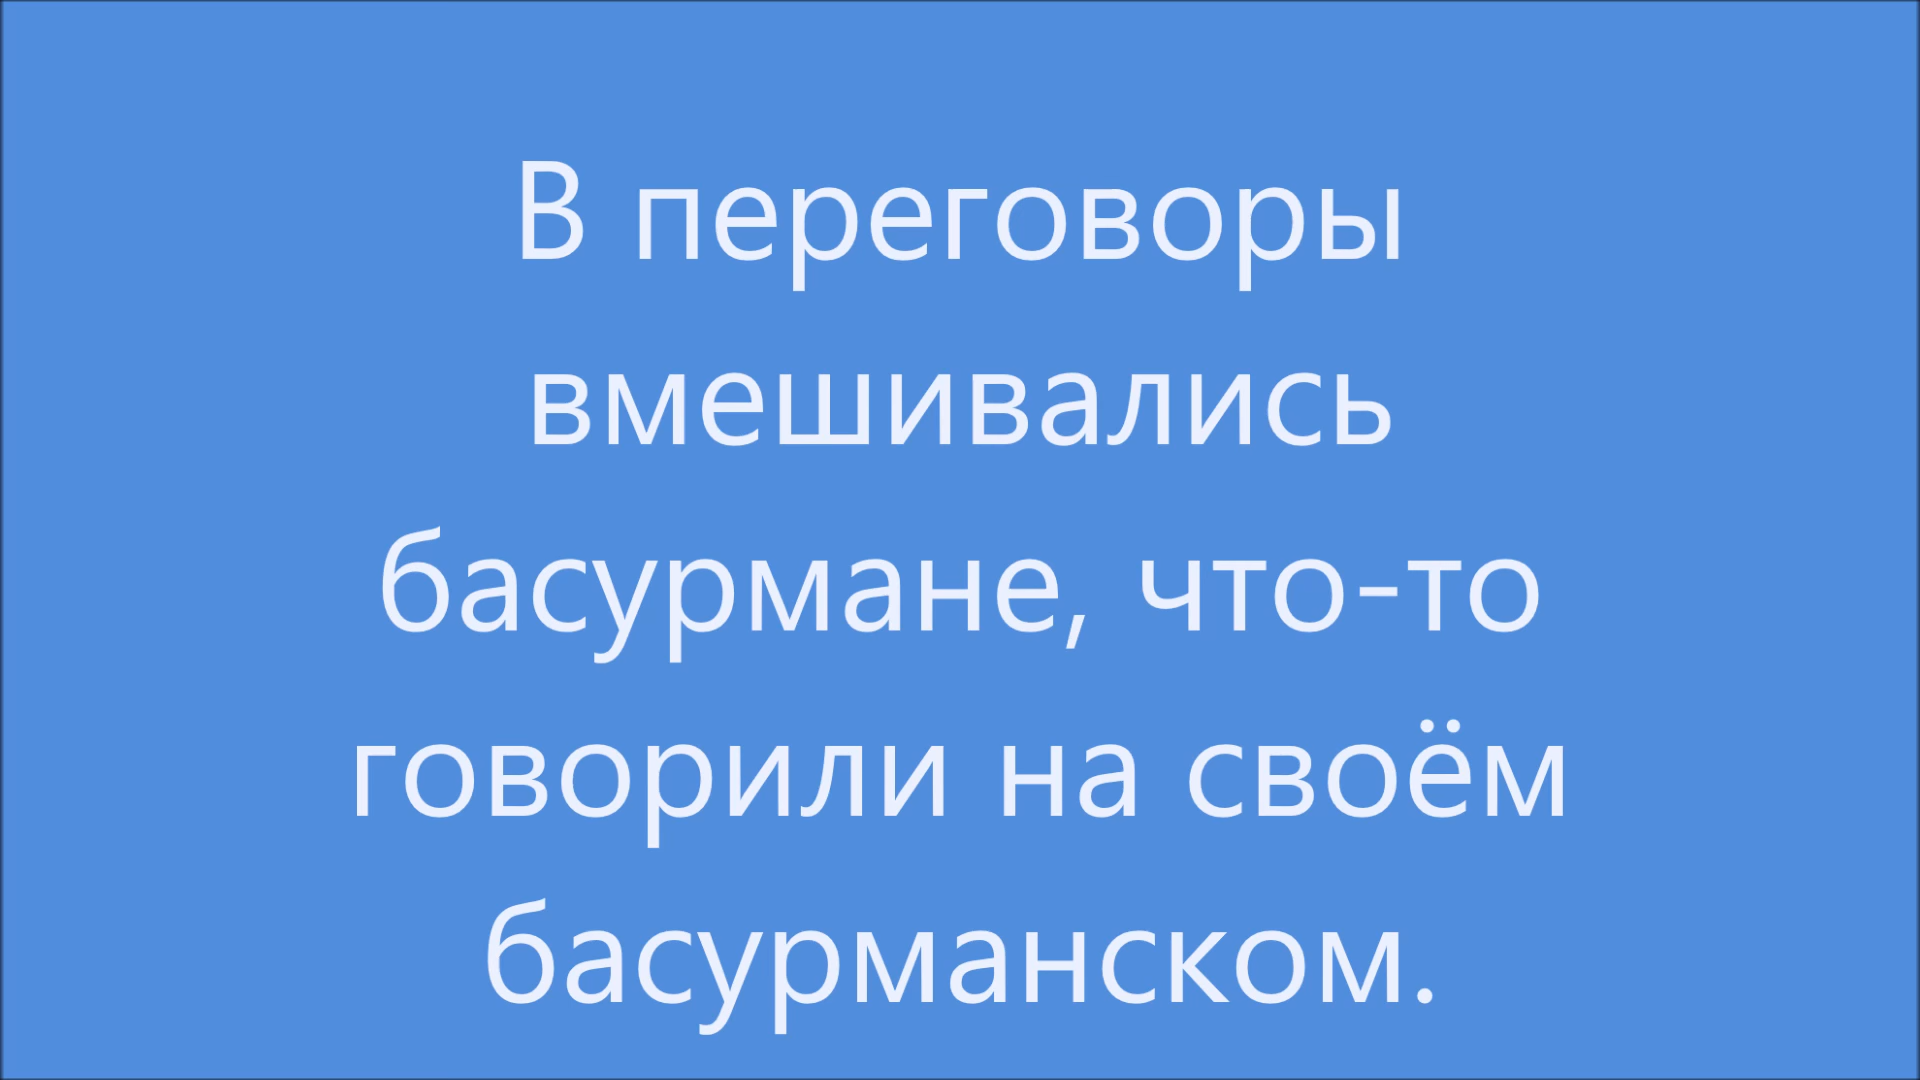 В переговоры
вмешивались
басурмане, что-то
говорили на своём
басурманском.